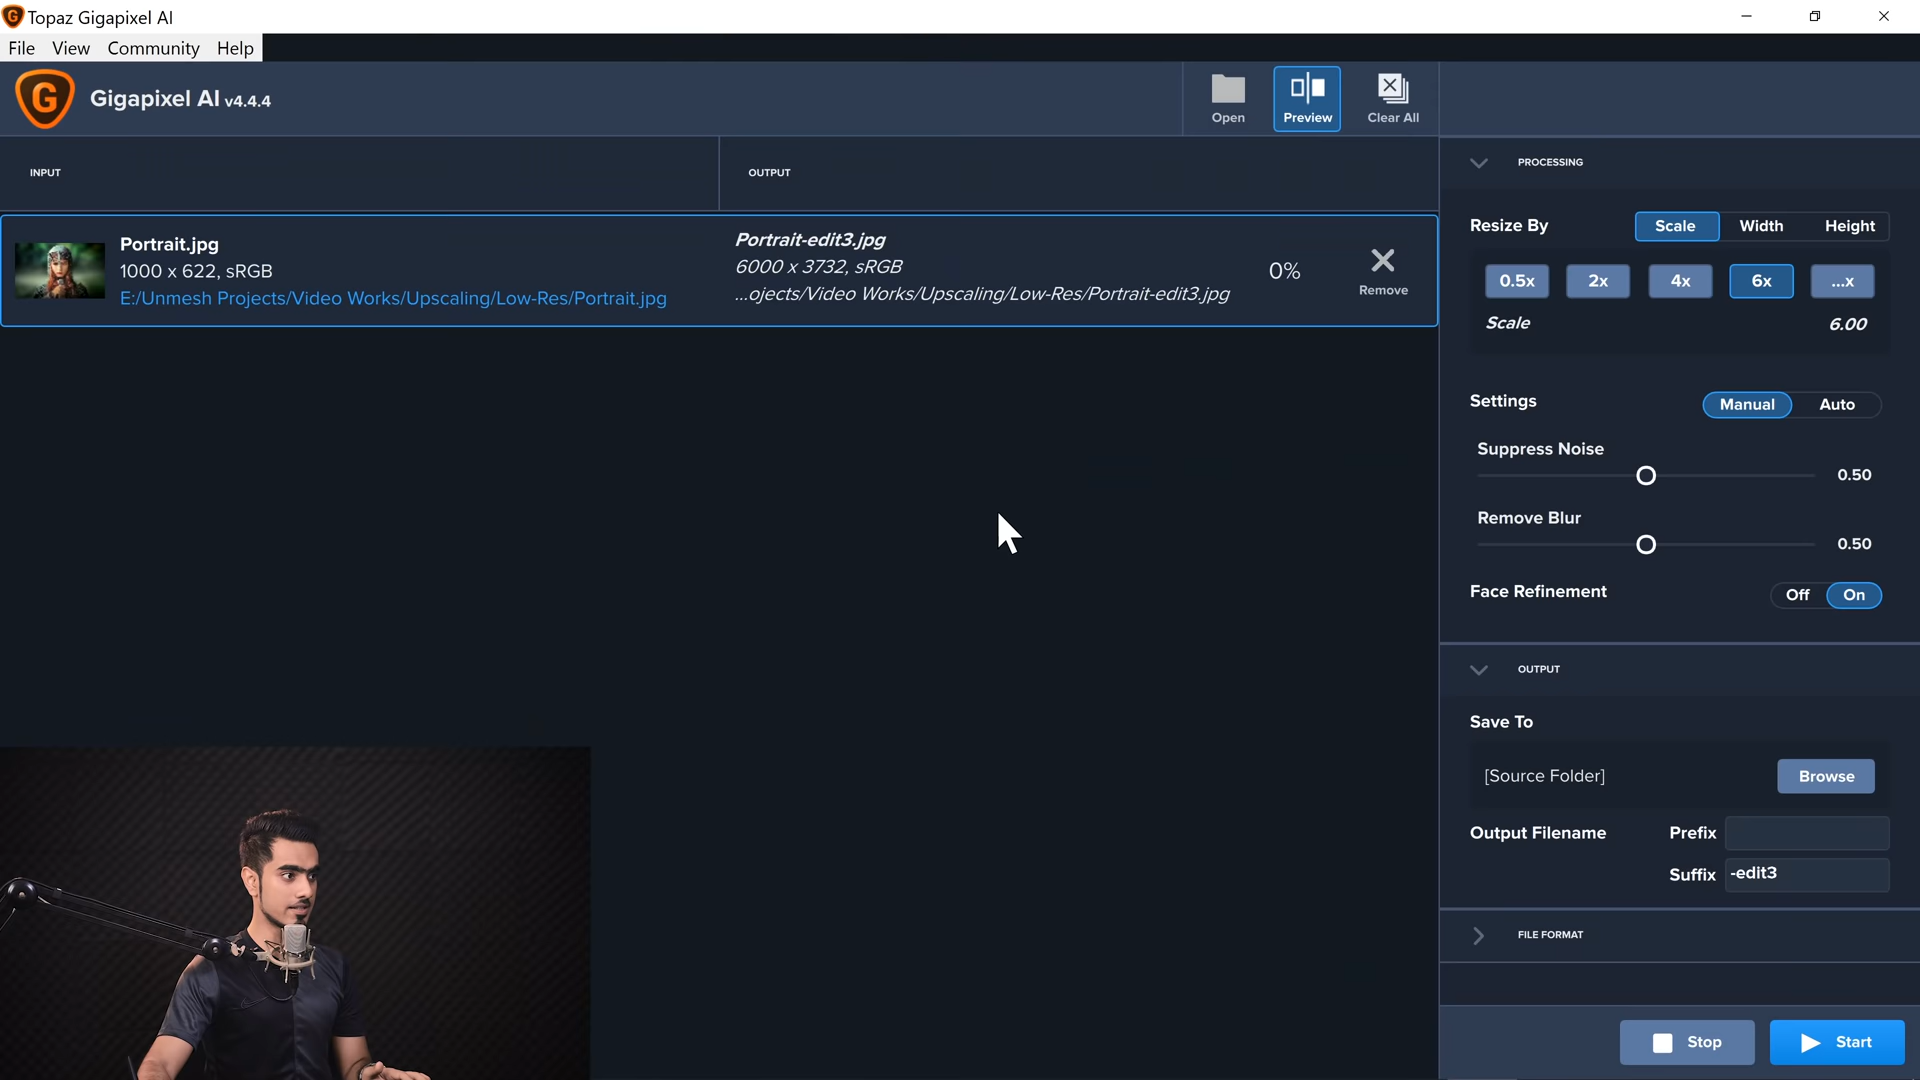 Topaz Gigapixel AI
File View Community Help
Gigapixel AI v4.4.4
Open Preview Clear All
INPUT
OUTPUT
Portrait.jpg
1000 x 622, sRGB
E:/Unmesh Projects/Video Works/Upscaling/Low-Res/Portrait.jpg
Portrait-edit3.jpg
6000 x 3732, sRGB
...ojects/Video Works/Upscaling/Low-Res/Portrait-edit3.jpg
0%
Remove
PROCESSING
Resize By Scale Width Height
0.5x 2x 4x 6x ...x
Scale 6.00
Settings Manual Auto
Suppress Noise
0.50
Remove Blur
0.50
Face Refinement Off On
OUTPUT
Save To
[Source Folder] Browse
Output Filename Prefix
Suffix -edit3
FILE FORMAT
Stop Start